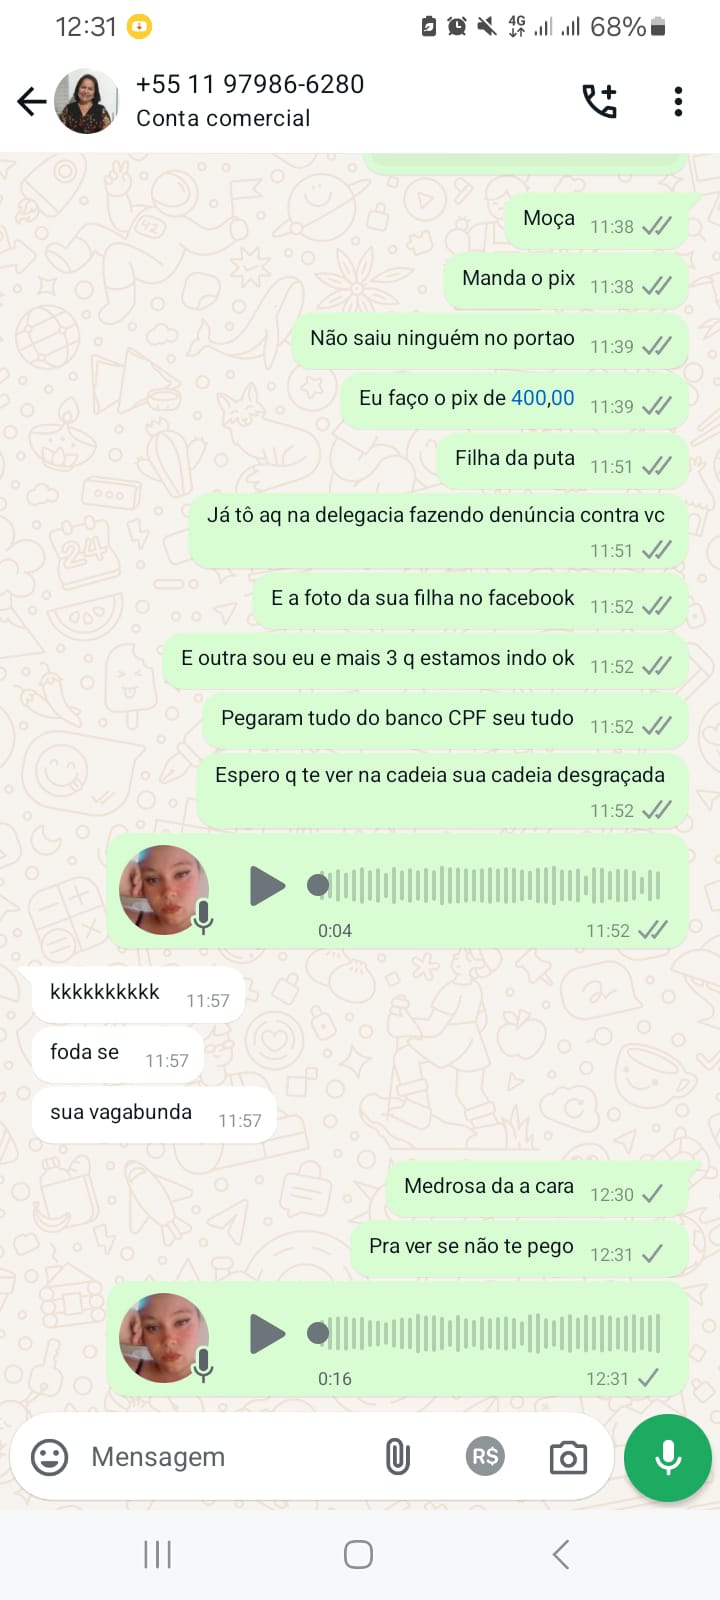 12:31 4G 68%
+55 11 97986-6280
Conta comercial
Moça 11:38
Manda o pix 11:38
Não saiu ninguém no portao 11:39
Eu faço o pix de 400,00 11:39
Filha da puta 11:51
Já tô aq na delegacia fazendo denúncia contra vc
11:51
E a foto da sua filha no facebook 11:52
E outra sou eu e mais 3 q estamos indo ok 11:52
Pegaram tudo do banco CPF seu tudo 11:52
Espero q te ver na cadeia sua cadeia desgraçada
11:52
0:04 11:52
kkkkkkkkkk 11:57
foda se 11:57
sua vagabunda 11:57
Medrosa da a cara 12:30
Pra ver se não te pego 12:31
0:16 12:31
Mensagem R$